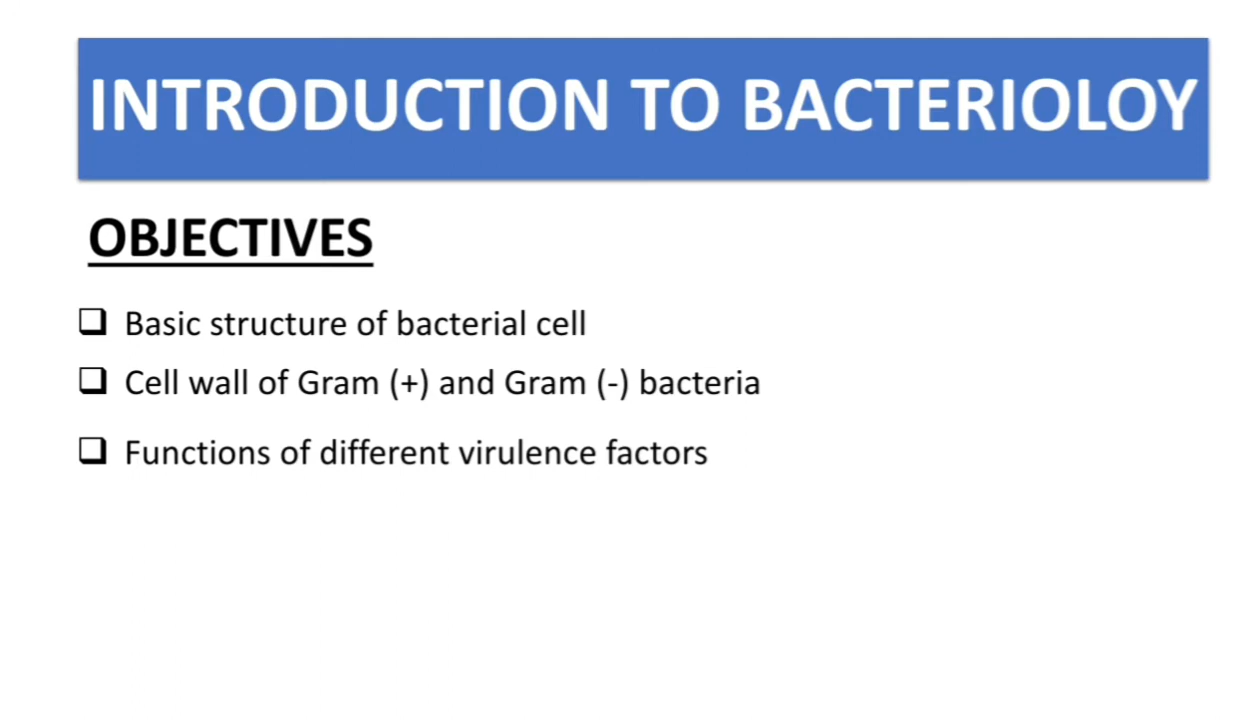 INTRODUCTION TO BACTERIOLOY
OBJECTIVES
❑ Basic structure of bacterial cell
❑ Cell wall of Gram (+) and Gram (-) bacteria
❑ Functions of different virulence factors